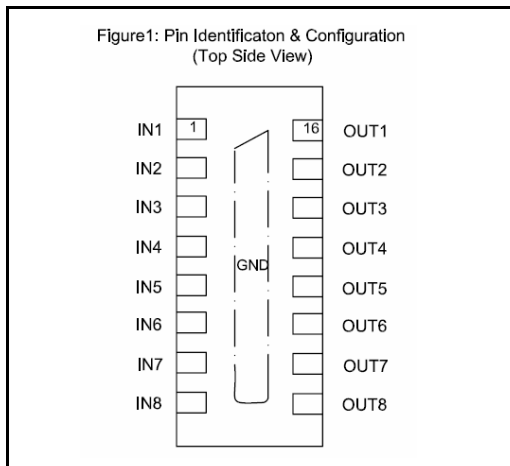 Figure1: Pin Identificaton & Configuration
(Top Side View)
IN1 1 16 OUT1
IN2 OUT2
IN3 OUT3
IN4 OUT4
GND
IN5 OUT5
IN6 OUT6
IN7 OUT7
IN8 OUT8